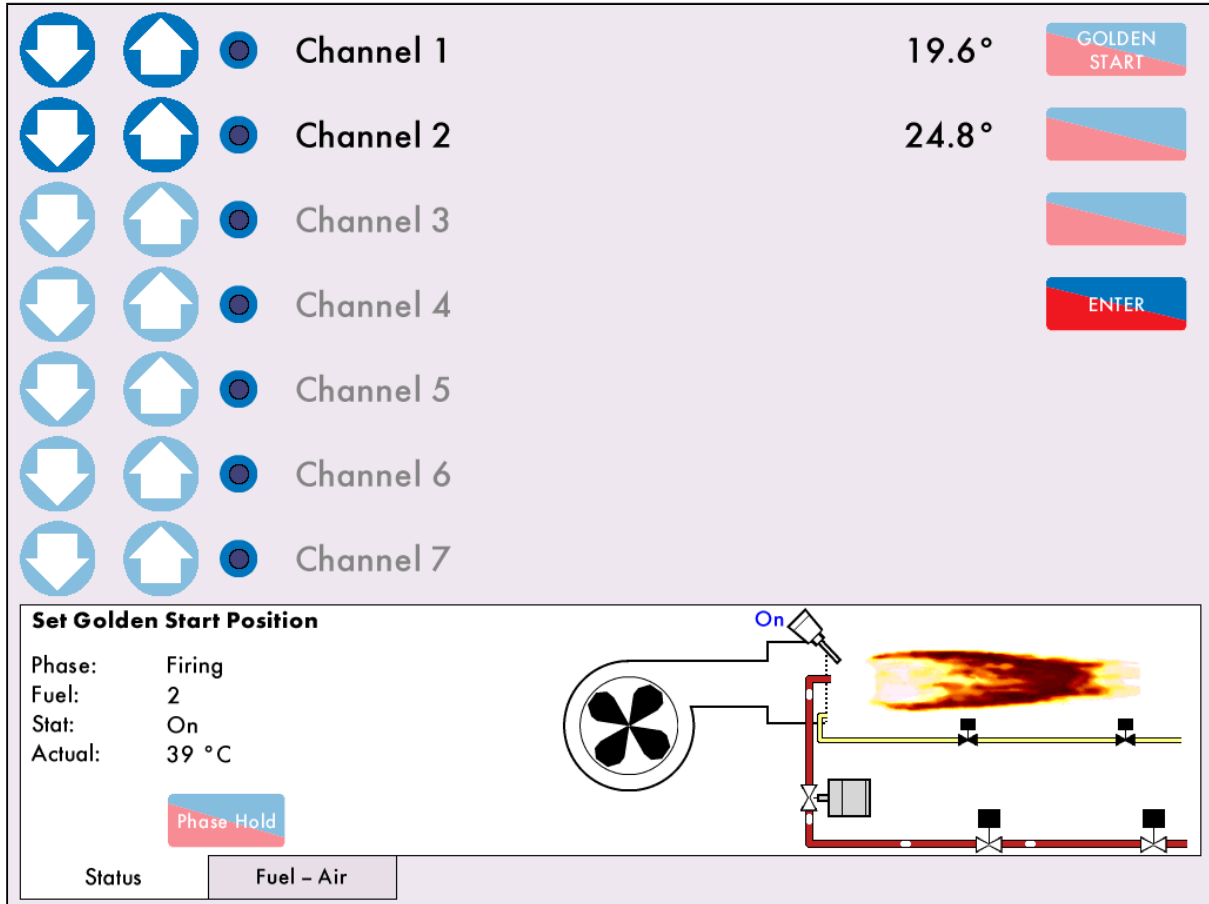 Channel 1 19.6° GOLDEN START
Channel 2 24.8°
Channel 3
Channel 4 ENTER
Channel 5
Channel 6
Channel 7
Set Golden Start Position
On
Phase: Firing
Fuel: 2
Stat: On
Actual: 39 °C
Phase Hold
Status Fuel – Air